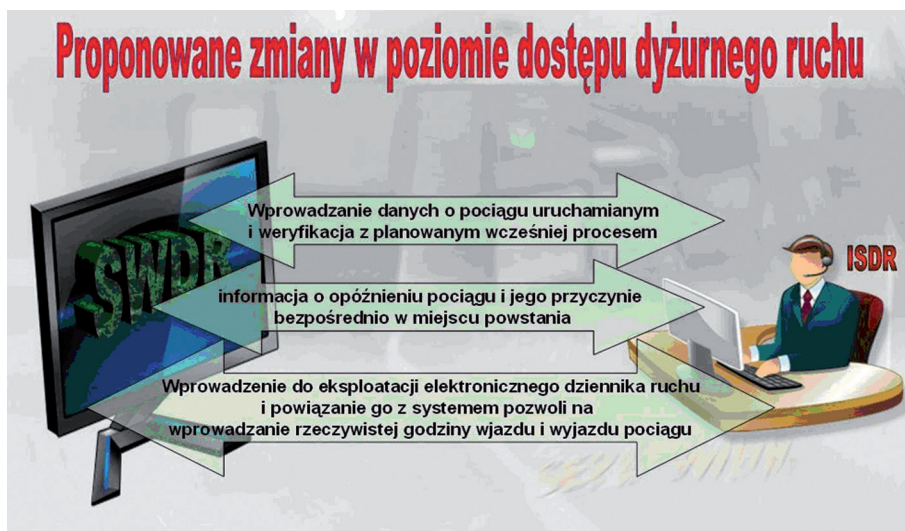 Proponowane zmiany w poziomie dostępu dyżurnego ruchu
Wprowadzanie danych o pociągu uruchamianym
i weryfikacja z planowanym wcześniej procesem
SWDR
ISDR
informacja o opóźnieniu pociągu i jego przyczynie
bezpośrednio w miejscu powstania
Wprowadzenie do eksploatacji elektronicznego dziennika ruchu
i powiązanie go z systemem pozwoli na
wprowadzanie rzeczywistej godziny wjazdu i wyjazdu pociągu